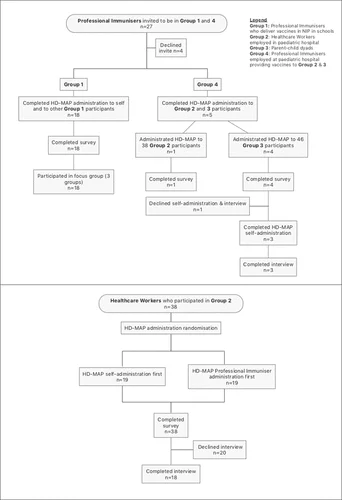 Professional Immunisers invited to be in Group 1 and 4
n=27
Legend
Group 1: Professional Immunisers
who deliver vaccines in NIP in schools
Group 2: Healthcare Workers
employed in paediatric hospital
Group 3: Parent-child dyads
Group 4: Professional Immunisers
employed at paediatric hospital
providing vaccines to Group 2 & 3
Declined
invite n=4
Group 1
Group 4
Completed HD-MAP administration to self
and to other Group 1 participants
n=18
Completed HD-MAP administration to
Group 2 and 3 participants
n=5
Completed survey
n=18
Administrated HD-MAP to
38 Group 2 participants
n=1
Administrated HD-MAP to 46
Group 3 participants
n=4
Participated in focus group (3
groups)
n=16
Completed survey
n=1
Completed survey
n=4
Declined self-administration & interview
n=1
Completed HD-MAP
self-administration
n=3
Completed interview
n=3
Healthcare Workers who participated in Group 2
n=38
HD-MAP administration randomisation
HD-MAP self-administration first
n=19
HD-MAP Professional Immuniser
administration first
n=19
Completed
survey
n=38
Declined interview
n=20
Completed interview
n=18